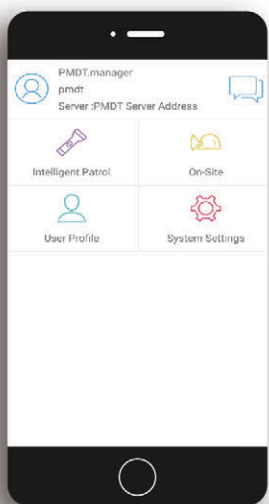 PMDT.manager
pmdt
Server :PMDT Server Address
Intelligent Patrol
On-Site
User Profile
System Settings